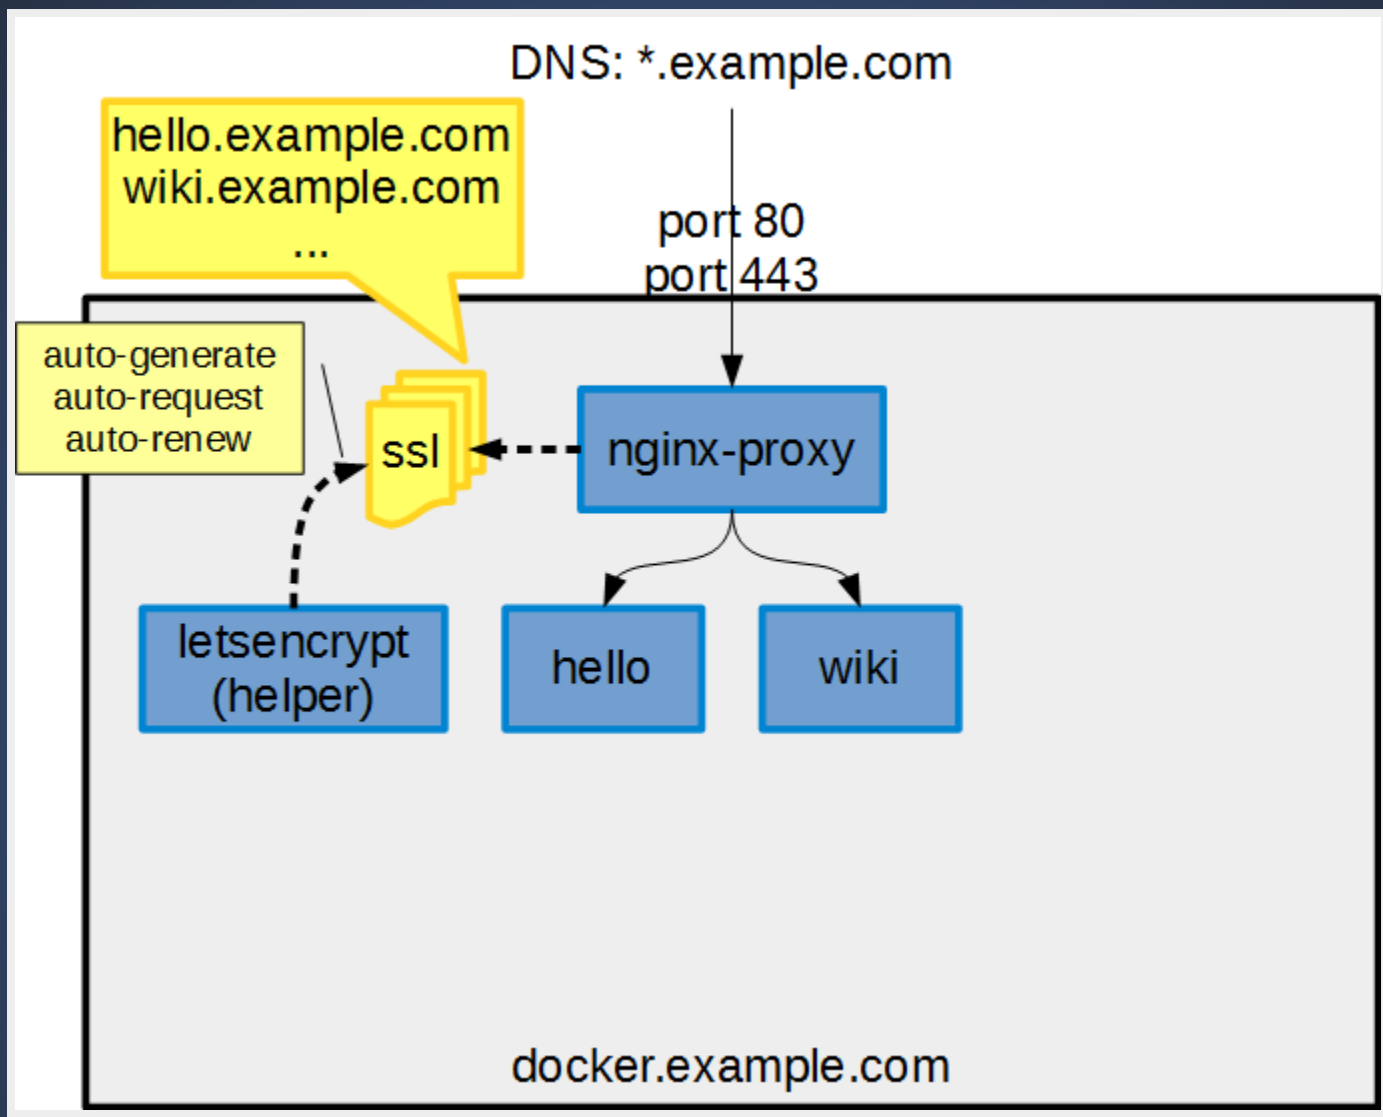 DNS: *.example.com
hello.example.com
wiki.example.com
...
port 80
port 443
auto-generate
auto-request
auto-renew
ssl
nginx-proxy
letsencrypt
(helper)
hello
wiki
docker.example.com